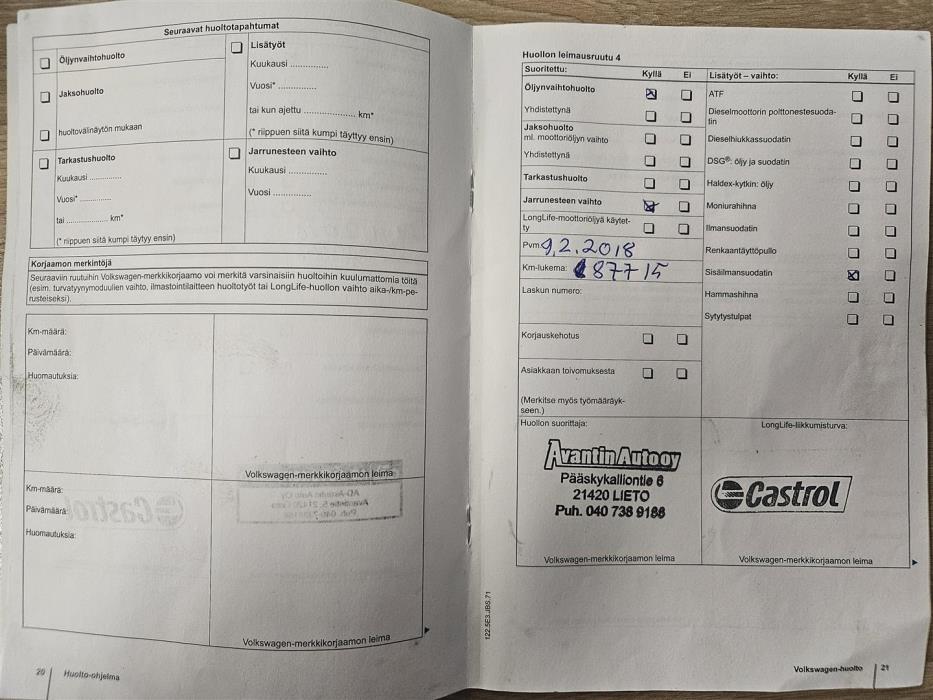 Seuraavat huoltotapahtumat
Öljynvaihtohuolto
Jaksohuolto
huoltovälinäytön mukaan
Lisätyöt
Kuukausi ...............
Vuosi* ...............
tai kun ajettu .................... km*
(* riippuen siitä kumpi täyttyy ensin)
Tarkastushuolto
Kuukausi .............
Vuosi* .............
tai ................. km*
(* riippuen siitä kumpi täytyy ensin)
Jarrunesteen vaihto
Kuukausi ...............
Vuosi ...............
Korjaamon merkintöjä
Seuraaviin ruutuihin Volkswagen-merkkikorjaamo voi merkitä varsinaisiin huoltoihin kuulumattomia töitä
(esim. turvatyynymoduulien vaihto, ilmastointilaitteen huoltotyöt tai LongLife-huollon vaihto aika-/km-pe-
rusteiseksi).
Km-määrä:
Päivämäärä:
Huomautuksia:
Volkswagen-merkkikorjaamon leima
Km-määrä:
Päivämäärä:
Huomautuksia:
Volkswagen-merkkikorjaamon leima
20 Huolto-ohjelma
Huollon leimausruutu 4
Suoritettu: Kyllä Ei
Öljynvaihtohuolto
Yhdistettynä
Jaksohuolto
ml. moottoriöljyn vaihto
Yhdistettynä
Tarkastushuolto
Jarrunesteen vaihto
LongLife-moottoriöljyä käytet-
ty
Pvm 9.2.2018
Km-lukema: 87715
Laskun numero:
Korjauskehotus
Asiakkaan toivomuksesta
(Merkitse myös työmääräyk-
seen.)
Lisätyöt – vaihto: Kyllä Ei
ATF
Dieselmoottorin polttonestesuoda-
tin
Dieselhiukkassuodatin
DSG®: öljy ja suodatin
Haldex-kytkin: öljy
Moniurahihna
Ilmansuodatin
Renkaantäyttöpullo
Sisäilmansuodatin
Hammashihna
Sytytystulpat
Huollon suorittaja:
Avantin Autooy
Pääskykalliontie 6
21420 LIETO
Puh. 040 738 9188
Volkswagen-merkkikorjaamon leima
LongLife-liikkumisturva:
Castrol
Volkswagen-merkkikorjaamon leima
122.5E3.JBS.71
Volkswagen-huolto 21